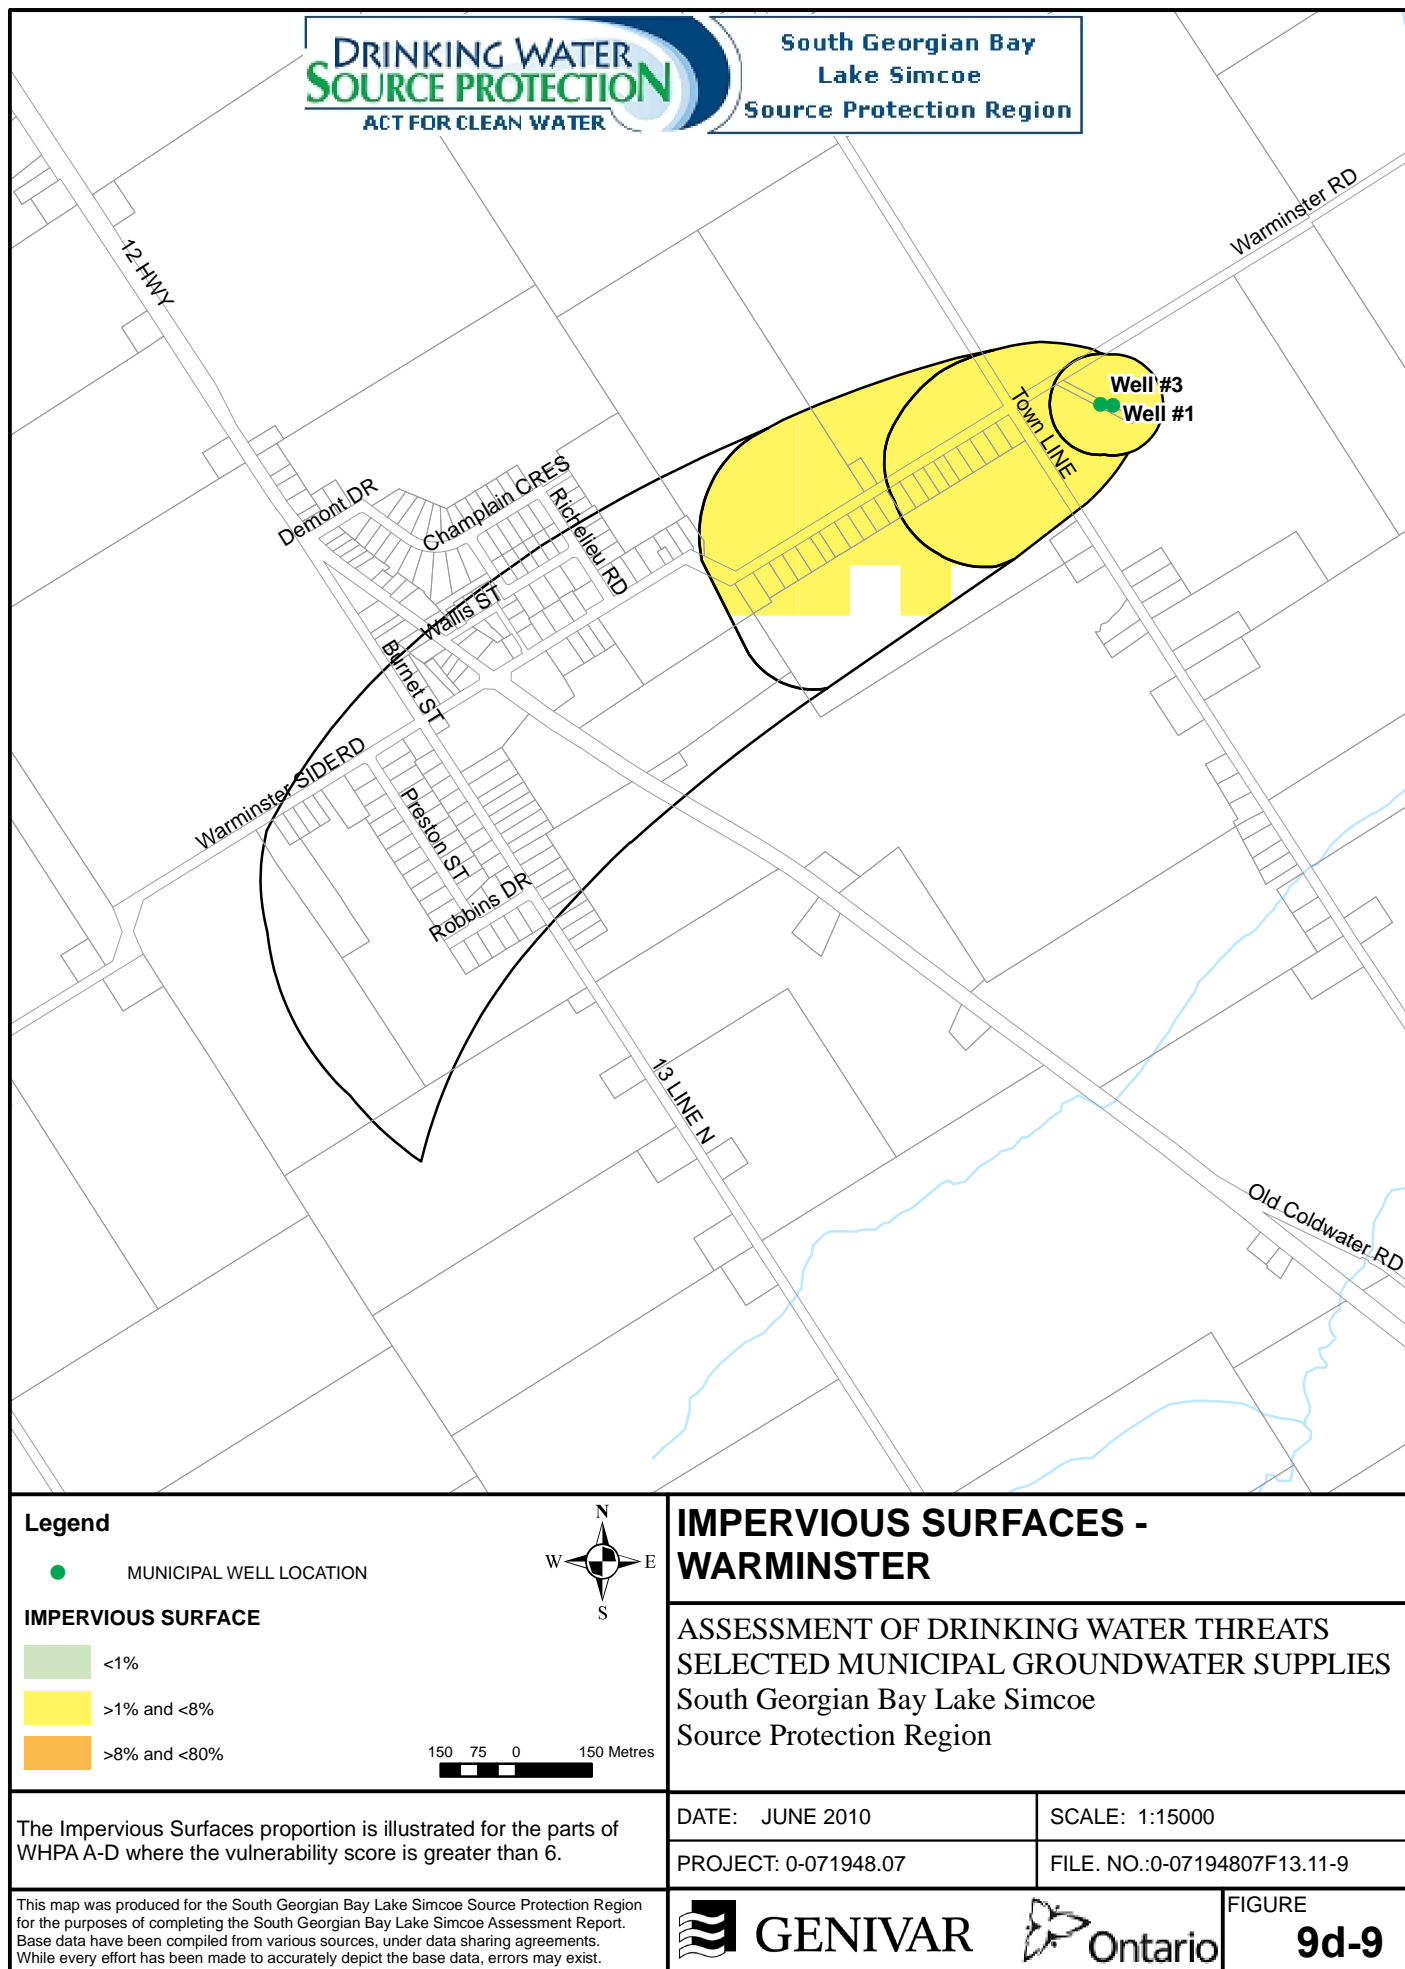 DRINKING WATER
SOURCE PROTECTION
ACT FOR CLEAN WATER
South Georgian Bay
Lake Simcoe
Source Protection Region
Warminster RD
12 HWY
Well #3
Well #1
Town LINE
Demont DR
Champlain CRES
Richelieu RD
Wallis ST
Burnet ST
Warminster SIDERD
Preston ST
Robbins DR
13 LINE N
Old Coldwater RD
Legend
MUNICIPAL WELL LOCATION
IMPERVIOUS SURFACE
<1%
>1% and <8%
>8% and <80%
N
W E
S
150 75 0 150 Metres
IMPERVIOUS SURFACES -
WARMINSTER
ASSESSMENT OF DRINKING WATER THREATS
SELECTED MUNICIPAL GROUNDWATER SUPPLIES
South Georgian Bay Lake Simcoe
Source Protection Region
The Impervious Surfaces proportion is illustrated for the parts of
WHPA A-D where the vulnerability score is greater than 6.
DATE: JUNE 2010
SCALE: 1:15000
PROJECT: 0-071948.07
FILE. NO.:0-07194807F13.11-9
This map was produced for the South Georgian Bay Lake Simcoe Source Protection Region
for the purposes of completing the South Georgian Bay Lake Simcoe Assessment Report.
Base data have been compiled from various sources, under data sharing agreements.
While every effort has been made to accurately depict the base data, errors may exist.
GENIVAR
Ontario
FIGURE
9d-9